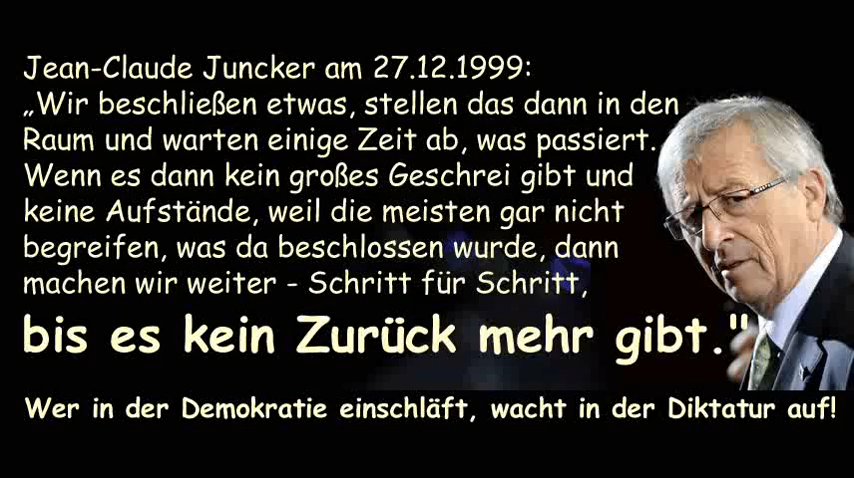 Jean-Claude Juncker am 27.12.1999:
„Wir beschließen etwas, stellen das dann in den
Raum und warten einige Zeit ab, was passiert.
Wenn es dann kein großes Geschrei gibt und
keine Aufstände, weil die meisten gar nicht
begreifen, was da beschlossen wurde, dann
machen wir weiter - Schritt für Schritt,
bis es kein Zurück mehr gibt."
Wer in der Demokratie einschläft, wacht in der Diktatur auf!